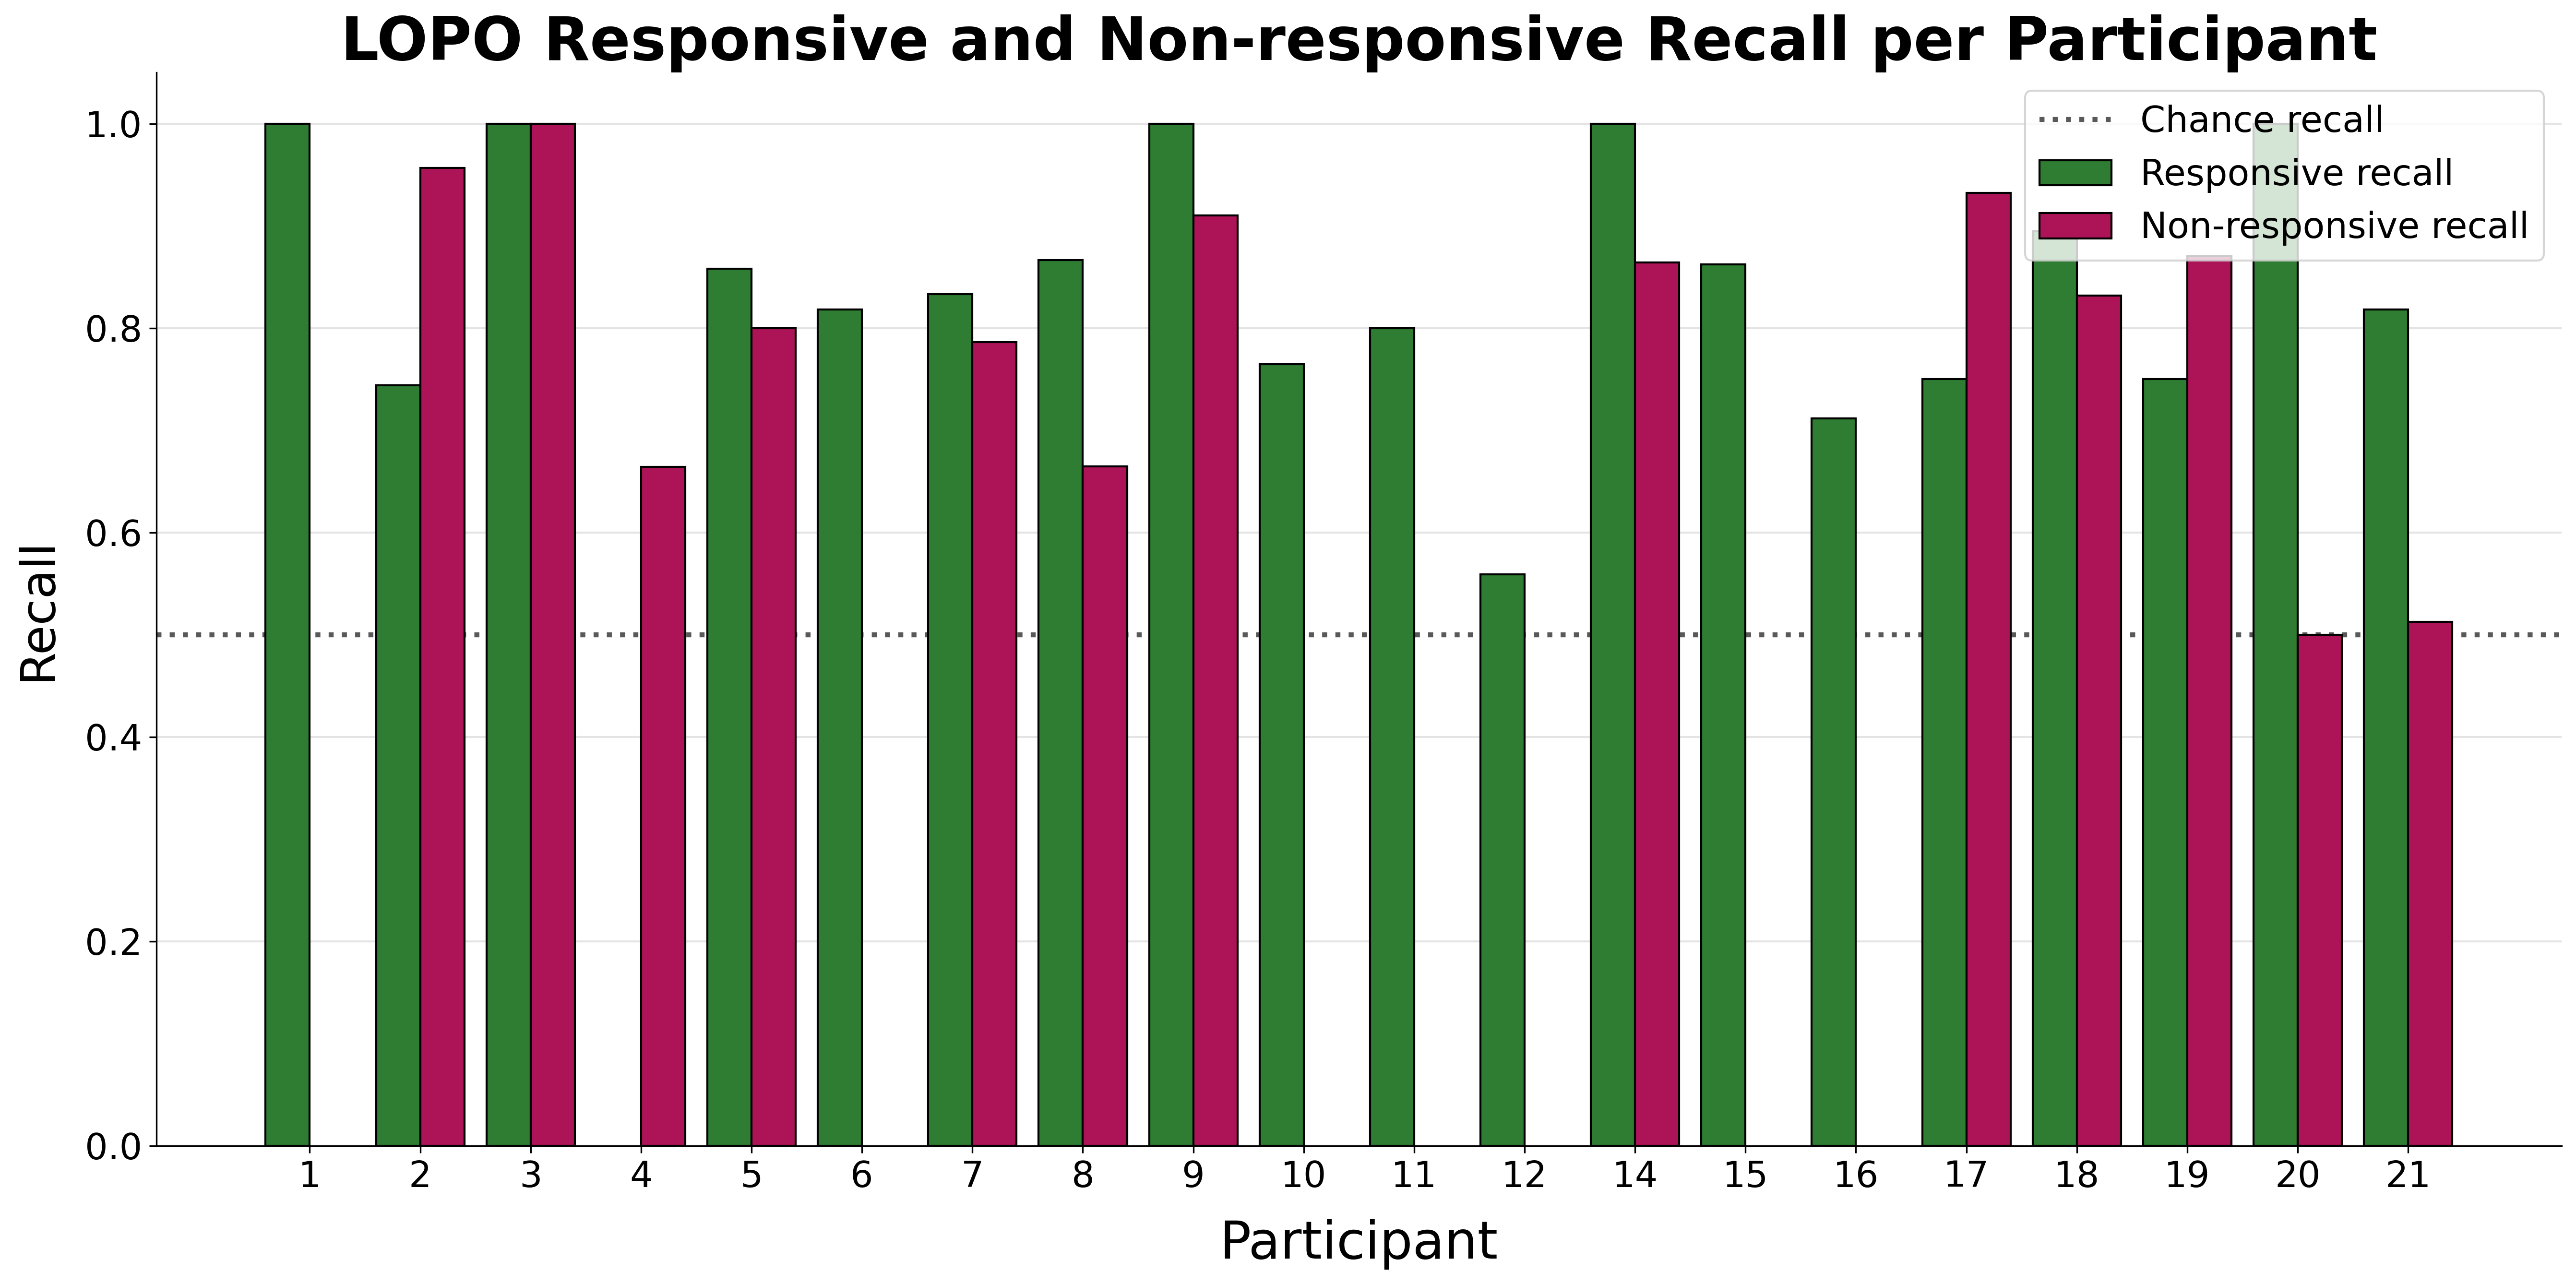 LOPO Responsive and Non-responsive Recall per Participant
Chance recall
Responsive recall
Non-responsive recall
1.0
0.8
0.6
0.4
0.2
0.0
Recall
1 2 3 4 5 6 7 8 9 10 11 12 14 15 16 17 18 19 20 21
Participant